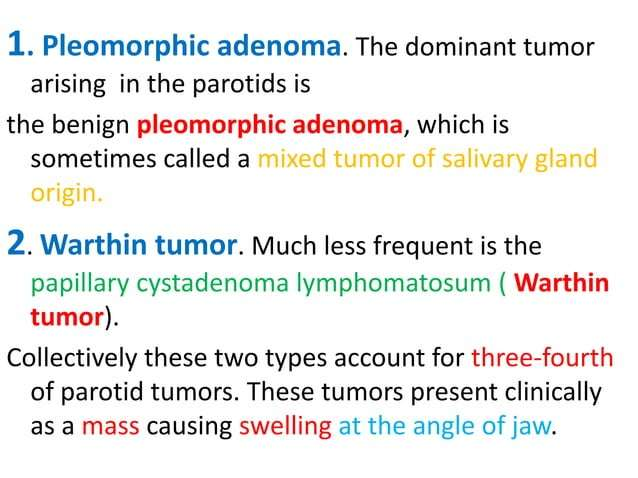 1. Pleomorphic adenoma. The dominant tumor
arising in the parotids is
the benign pleomorphic adenoma, which is
sometimes called a mixed tumor of salivary gland
origin.
2. Warthin tumor. Much less frequent is the
papillary cystadenoma lymphomatosum ( Warthin
tumor).
Collectively these two types account for three-fourth
of parotid tumors. These tumors present clinically
as a mass causing swelling at the angle of jaw.